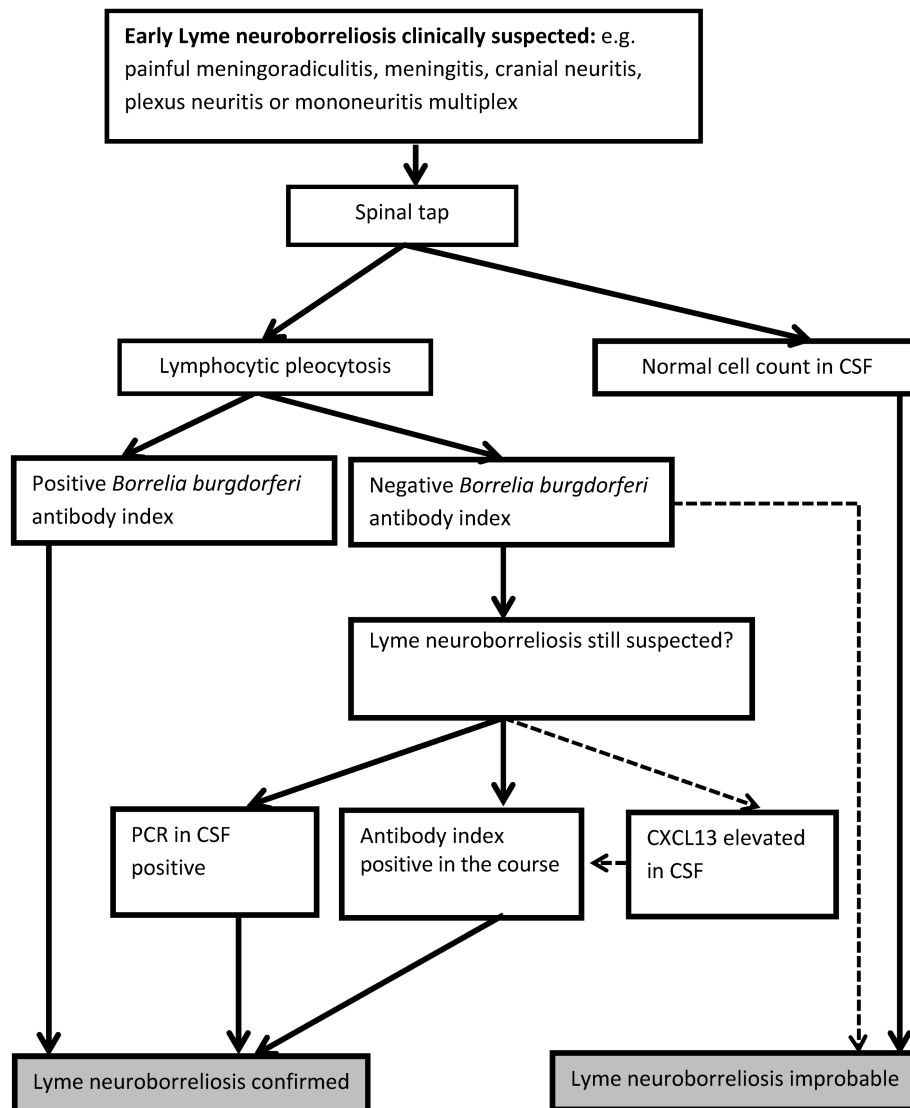 Early Lyme neuroborreliosis clinically suspected: e.g.
painful meningoradiculitis, meningitis, cranial neuritis,
plexus neuritis or mononeuritis multiplex
Spinal tap
Lymphocytic pleocytosis
Normal cell count in CSF
Positive Borrelia burgdorferi
antibody index
Negative Borrelia burgdorferi
antibody index
Lyme neuroborreliosis still suspected?
PCR in CSF
positive
Antibody index
positive in the course
CXCL13 elevated
in CSF
Lyme neuroborreliosis confirmed
Lyme neuroborreliosis improbable